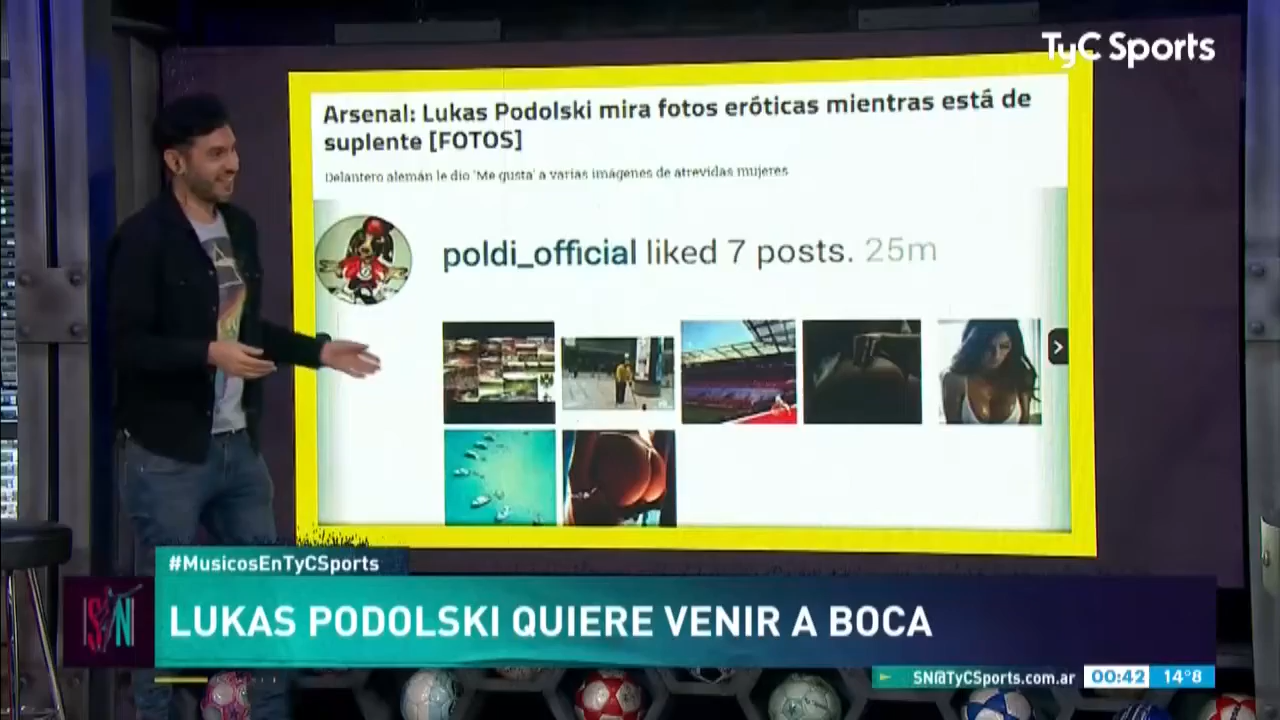 TyC Sports
Arsenal: Lukas Podolski mira fotos eróticas mientras está de
suplente [FOTOS]
Delantero alemán le dio 'Me gusta' a varias imágenes de atrevidas mujeres
poldi_official liked 7 posts. 25m
#MusicosEnTyCSports
ISN
LUKAS PODOLSKI QUIERE VENIR A BOCA
SN@TyCSports.com.ar 00:42 14°8